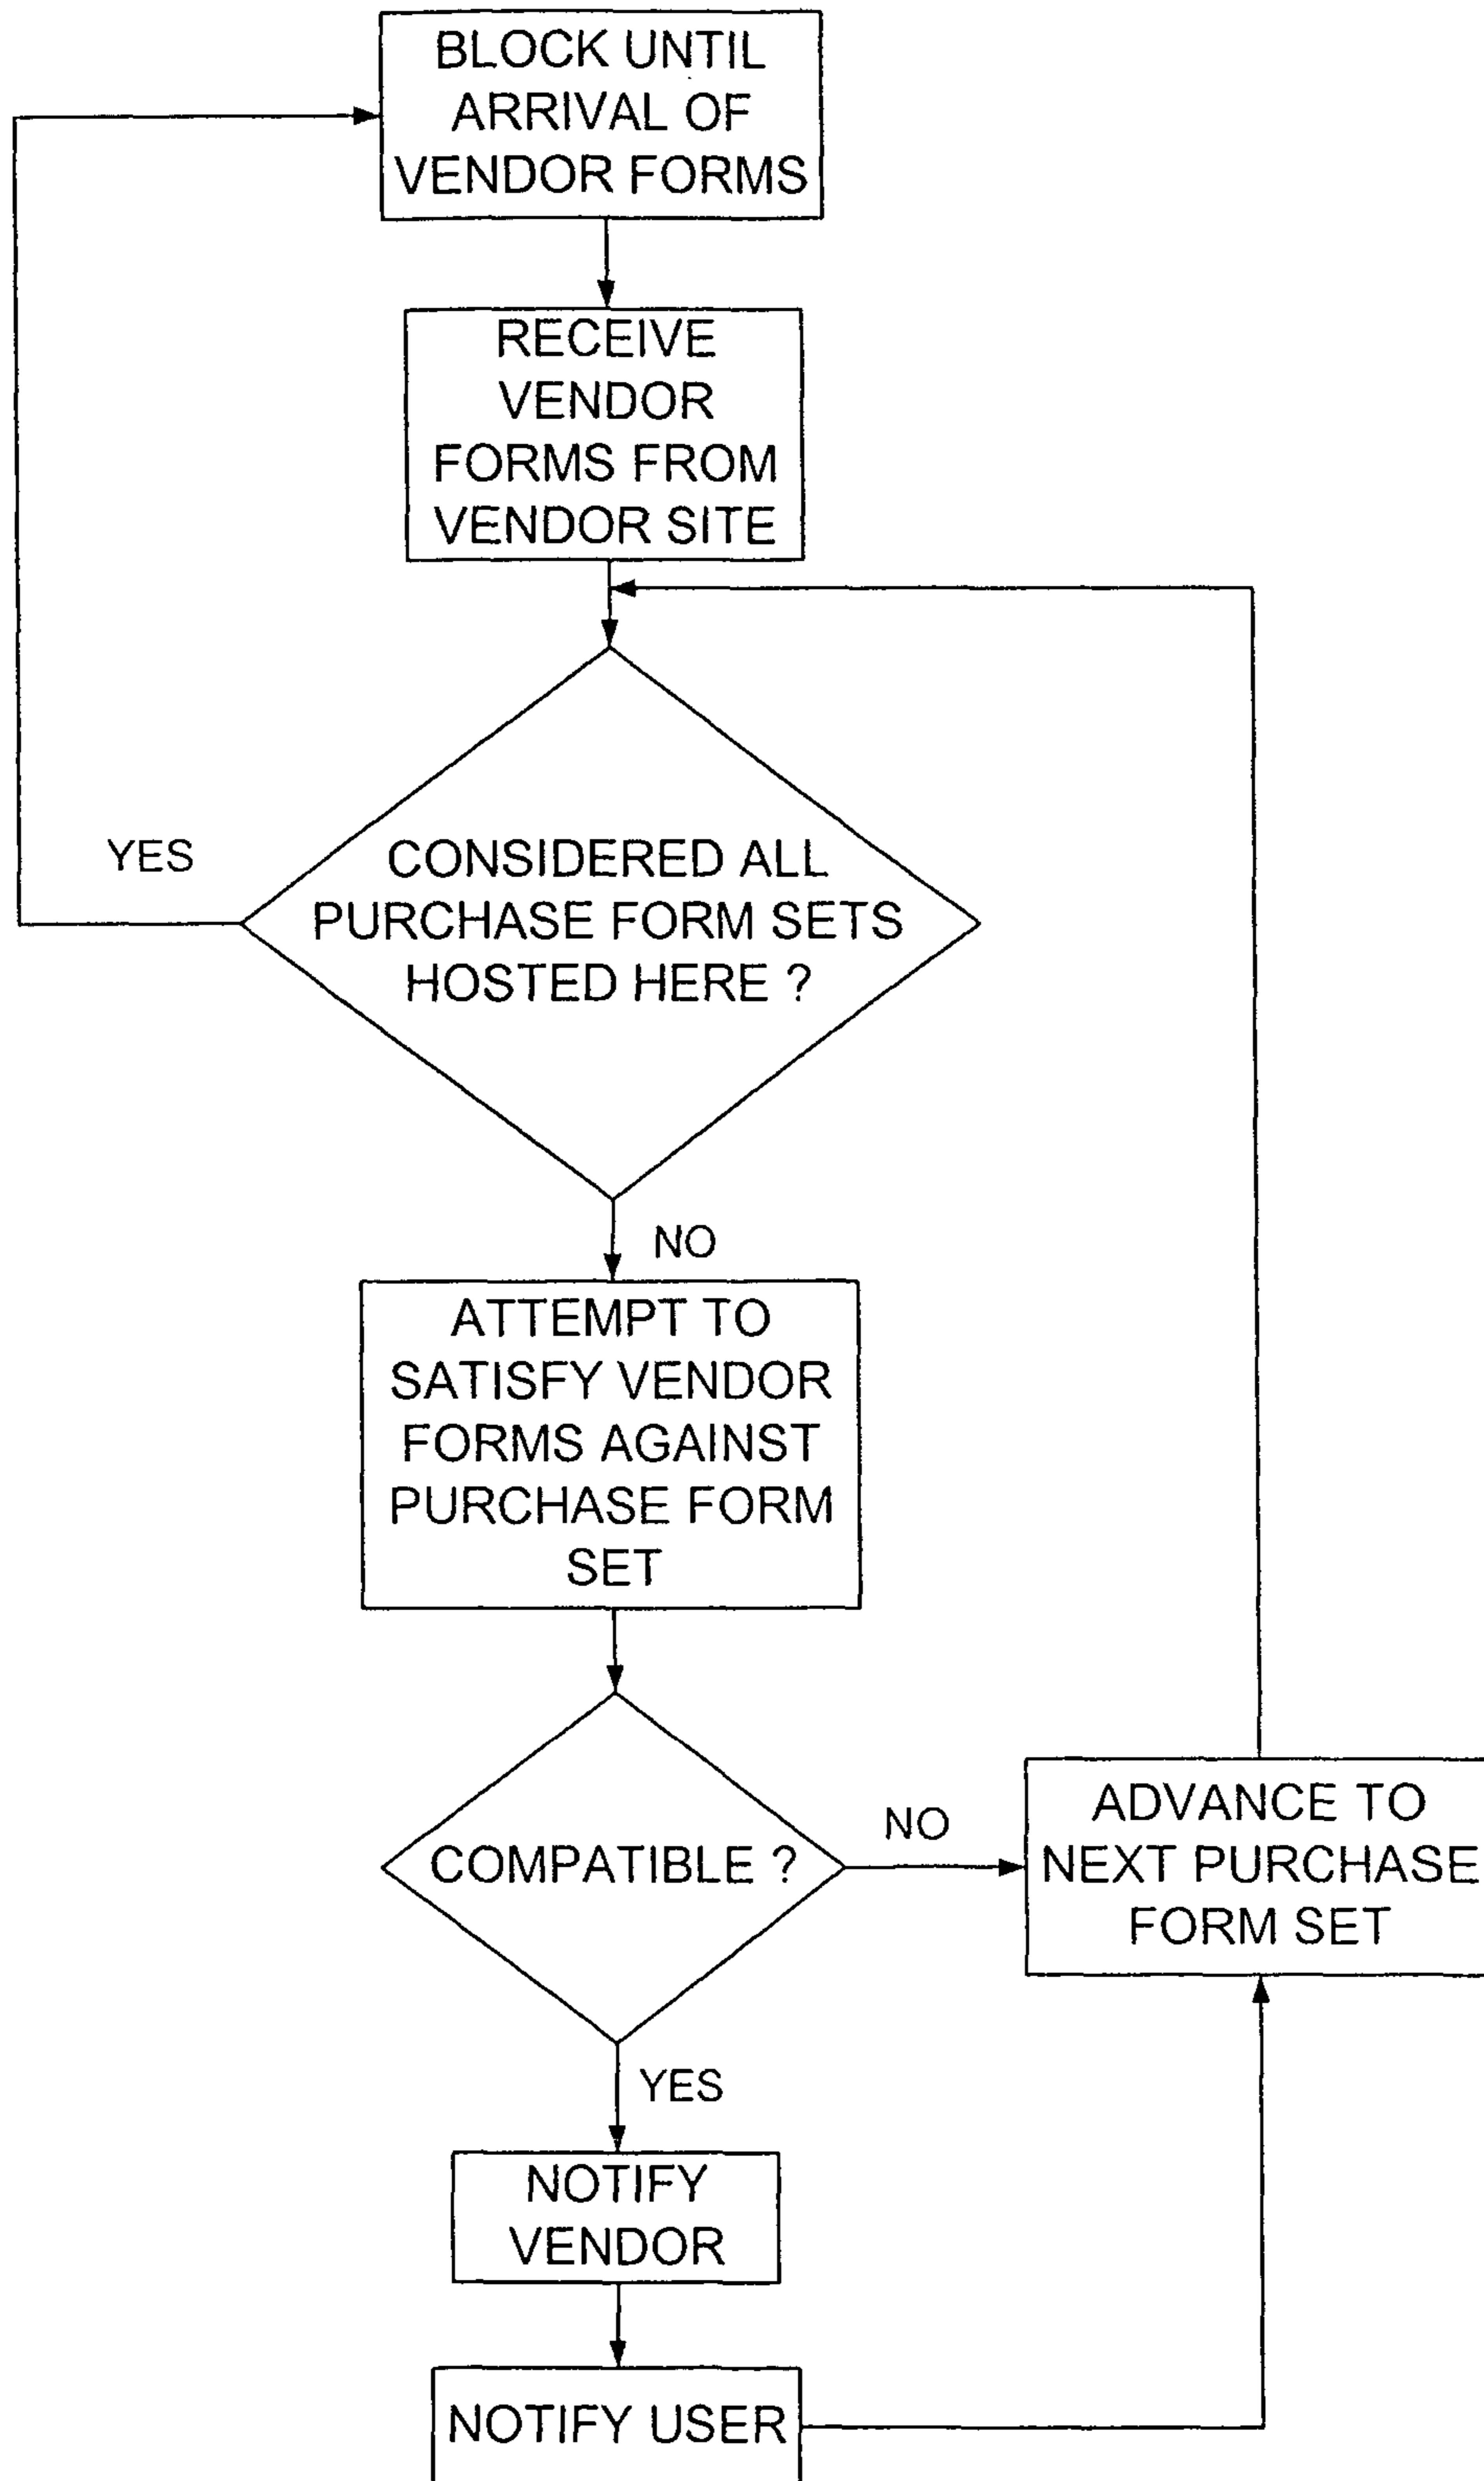 BLOCK UNTIL
ARRIVAL OF
VENDOR FORMS
RECEIVE
VENDOR
FORMS FROM
VENDOR SITE
YES
CONSIDERED ALL
PURCHASE FORM SETS
HOSTED HERE ?
NO
ATTEMPT TO
SATISFY VENDOR
FORMS AGAINST
PURCHASE FORM
SET
COMPATIBLE ?
NO
ADVANCE TO
NEXT PURCHASE
FORM SET
YES
NOTIFY
VENDOR
NOTIFY USER